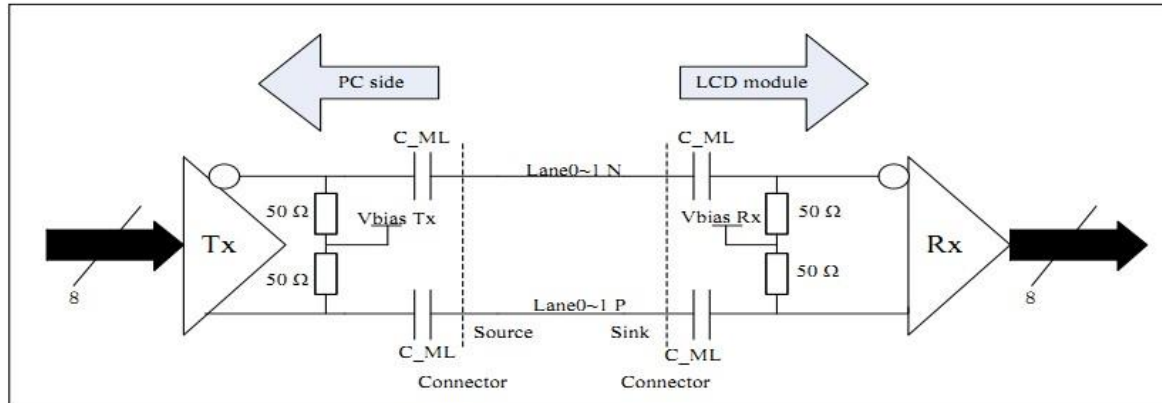 PC side
LCD module
C_ML
C_ML
Lane0~1 N
50 Ω
Vbias Tx
Vbias Rx
50 Ω
Tx
Rx
50 Ω
50 Ω
8
8
Lane0~1 P
Source
Sink
C_ML
C_ML
Connector
Connector